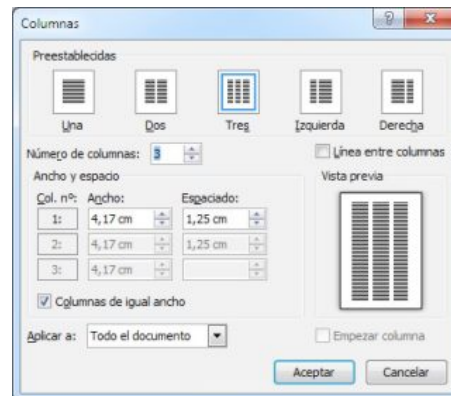 Columnas
Preestablecidas
Una Dos Tres Izquierda Derecha
Número de columnas: 3 Línea entre columnas
Ancho y espacio Vista previa
Col. nº: Ancho: Espaciado:
1: 4,17 cm 1,25 cm
2: 4,17 cm 1,25 cm
3: 4,17 cm
Columnas de igual ancho
Aplicar a: Todo el documento Empezar columna
Aceptar Cancelar